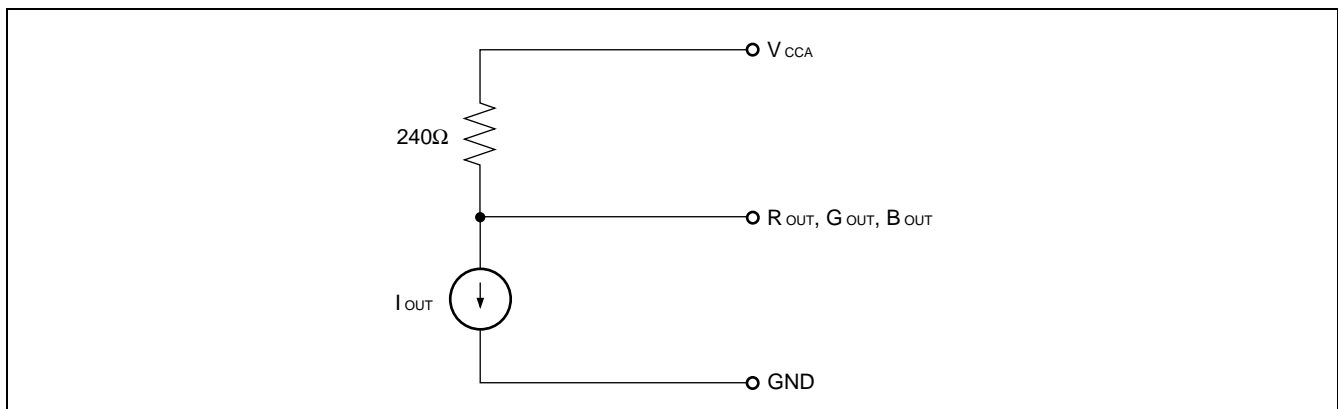 V CCA
240Ω
R OUT, G OUT, B OUT
I OUT
GND